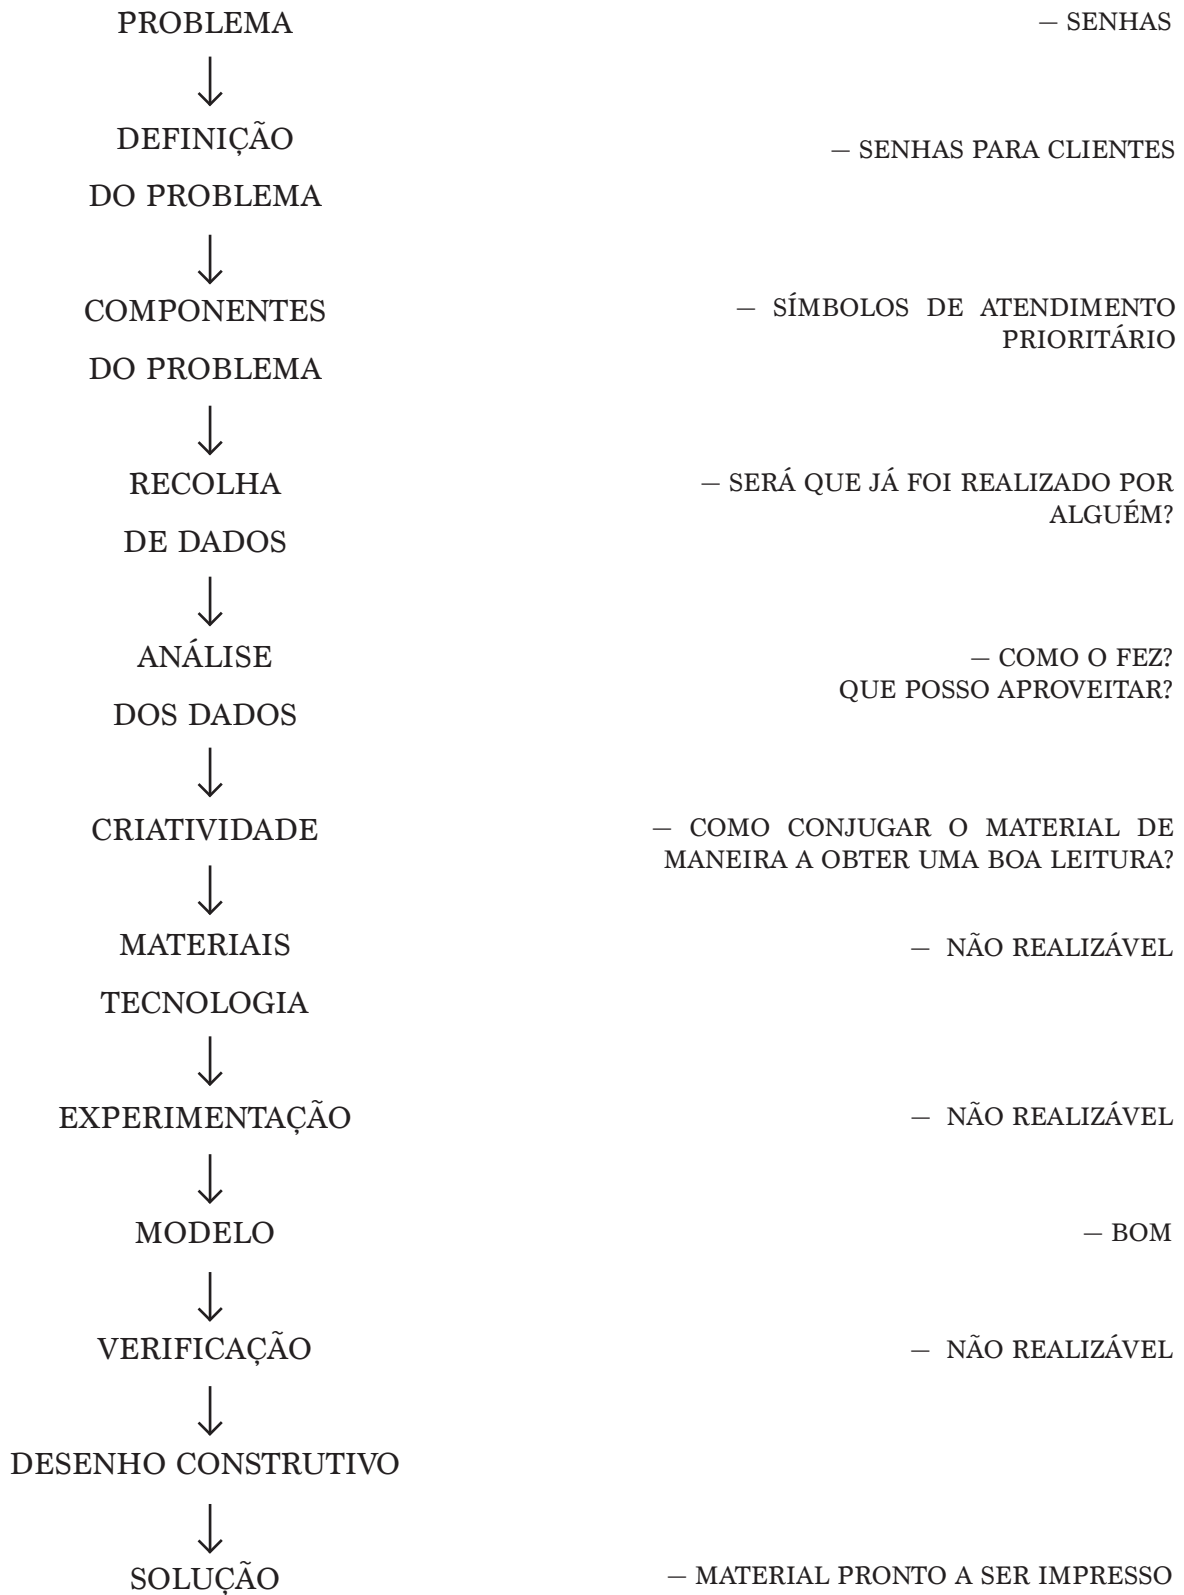 PROBLEMA
— SENHAS
DEFINIÇÃO
DO PROBLEMA
— SENHAS PARA CLIENTES
COMPONENTES
DO PROBLEMA
— SÍMBOLOS DE ATENDIMENTO
PRIORITÁRIO
RECOLHA
DE DADOS
— SERÁ QUE JÁ FOI REALIZADO POR
ALGUÉM?
ANÁLISE
DOS DADOS
— COMO O FEZ?
QUE POSSO APROVEITAR?
CRIATIVIDADE
— COMO CONJUGAR O MATERIAL DE
MANEIRA A OBTER UMA BOA LEITURA?
MATERIAIS
TECNOLOGIA
— NÃO REALIZÁVEL
EXPERIMENTAÇÃO
— NÃO REALIZÁVEL
MODELO
— BOM
VERIFICAÇÃO
— NÃO REALIZÁVEL
DESENHO CONSTRUTIVO
SOLUÇÃO
— MATERIAL PRONTO A SER IMPRESSO